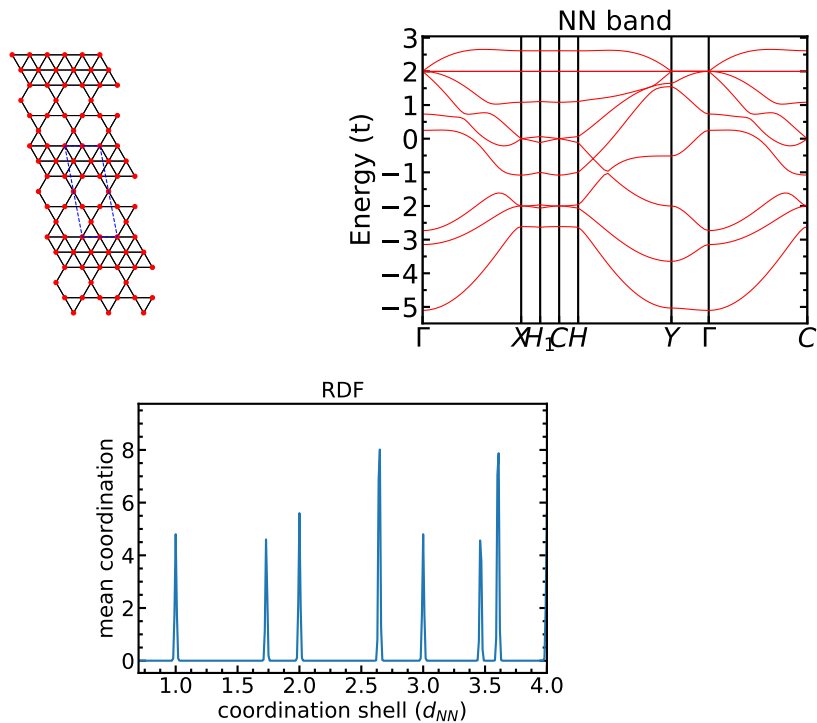 NN band
Energy (t)
3
2
1
0
−1
−2
−3
−4
−5
Γ X H₁ C H Y Γ C
RDF
mean coordination
8
6
4
2
0
1.0 1.5 2.0 2.5 3.0 3.5 4.0
coordination shell (d_NN)